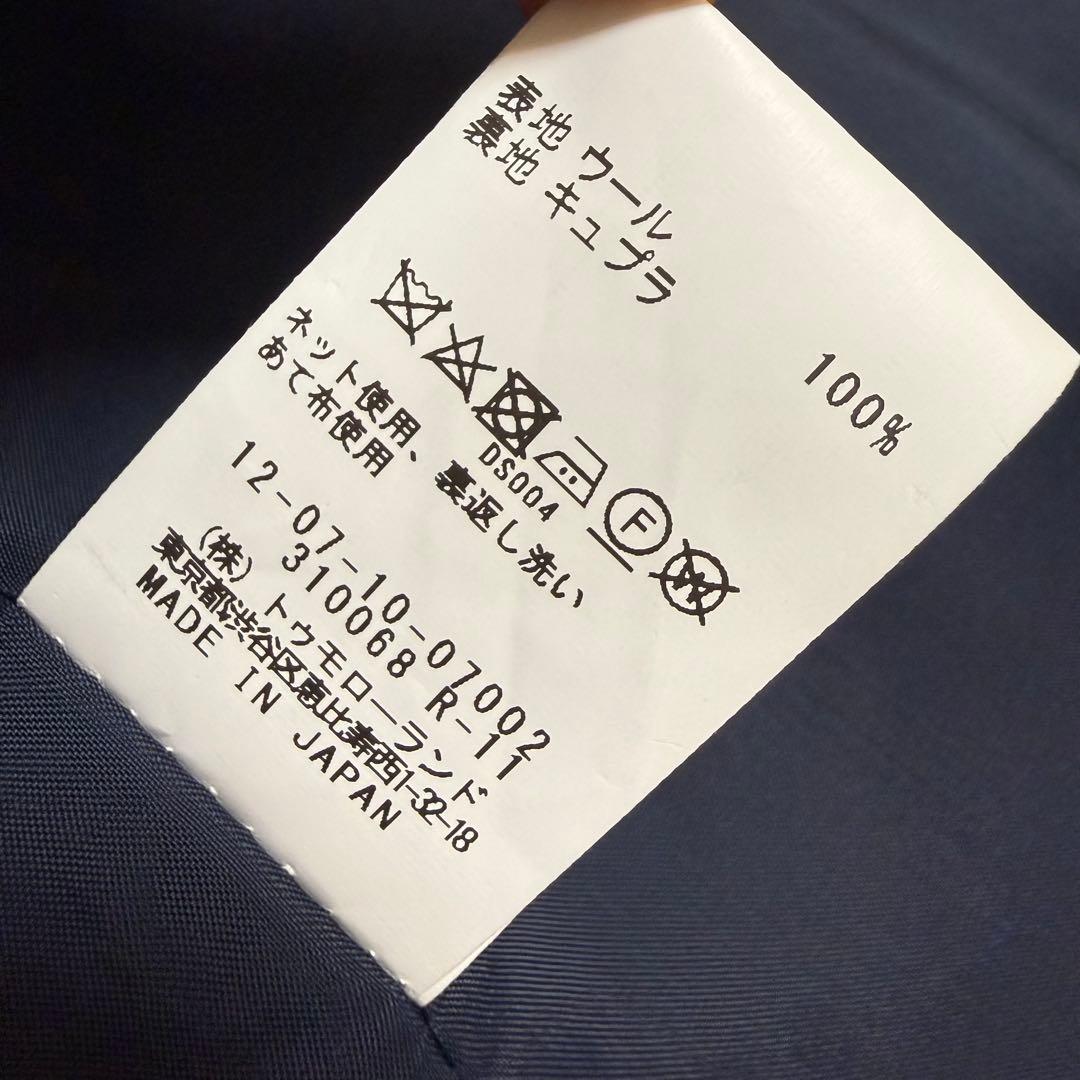 表地 ウール
裏地 キュプラ 100%
DS004
ネット使用、裏返し洗い
あて布使用
12-07-10-07002
310068 R-11
(株) トゥモローランド
東京都渋谷区恵比寿西1-32-18
MADE IN JAPAN
F
W